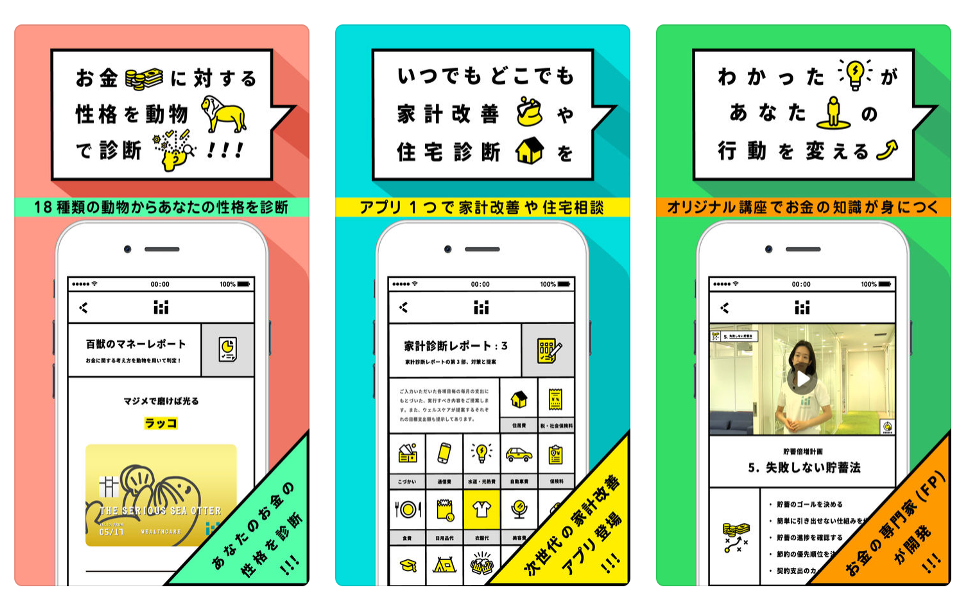 お金に対する
性格を動物
で診断!!!
18種類の動物からあなたの性格を診断
00:00
100%
百獣のマネーレポート
お金に関する考え方を動物を用いて判定!
マジメで磨けば光る
ラッコ
THE SERIOUS SEA OTTER
05/17 WEALTHCARE
あなたのお金の
性格を診断
!!!
いつでもどこでも
家計改善や
住宅診断を
アプリ1つで家計改善や住宅相談
00:00
100%
家計診断レポート:3
家計診断レポートの第3部、対策と提案
ご入力いただいた各項目毎の毎月の支出に
もとづいた、実行すべき内容をご提案しま
す。また、ウェルスケアが提案するそれぞ
れの目標支出額も提示しております。
住居費
税・社会保険料
こづかい
通信費
水道・光熱費
自動車費
保険料
食費
日用品代
衣服代
美容費
次世代の家計改善
アプリ登場
!!!
わかったが
あなたの
行動を変える
オリジナル講座でお金の知識が身につく
00:00
100%
5. 失敗しない貯蓄法
貯蓄倍増計画
5. 失敗しない貯蓄法
・ 貯蓄のゴールを決める
・ 簡単に引き出せない仕組みを
・ 貯蓄の進捗を確認する
・ 節約の優先順位を
・ 契約支出のカ
お金の専門家(FP)
が開発
!!!